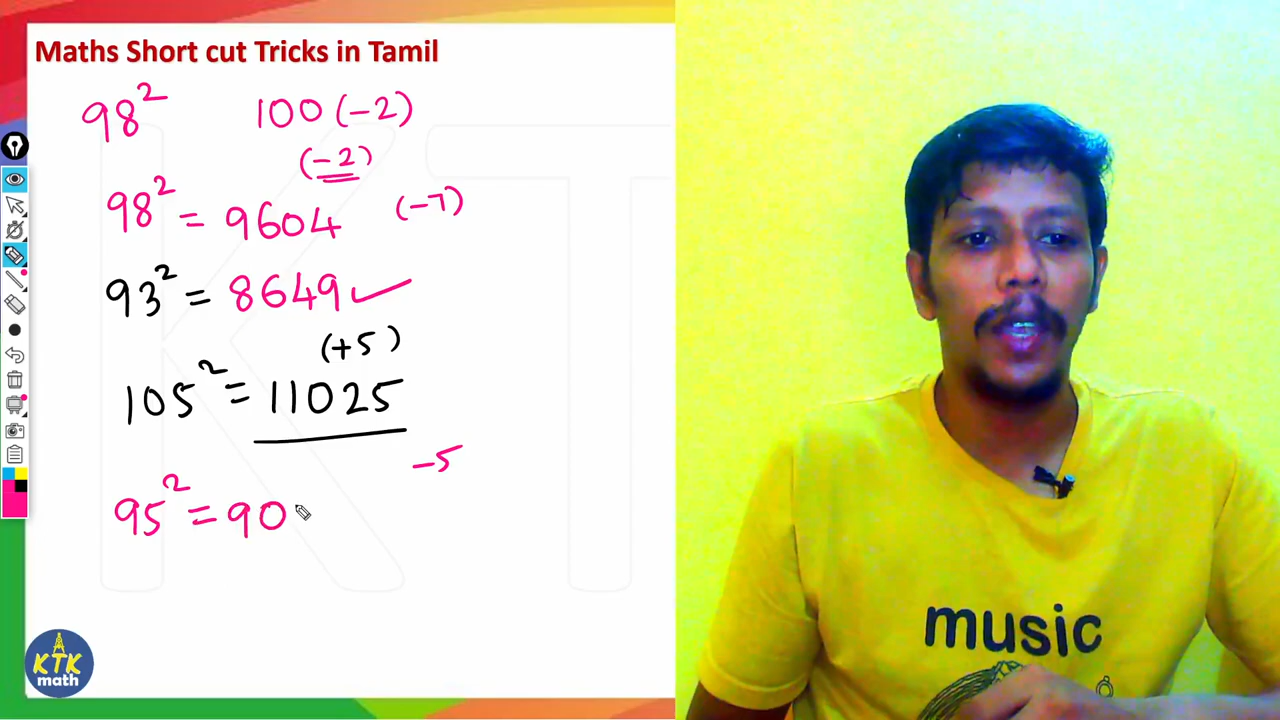 Maths Short cut Tricks in Tamil
98² 100 (-2)
(-2)
98² = 9604 (-7)
93² = 8649 ✓
(+5)
105² = 11025
-5
95² = 90
KTK
math
music